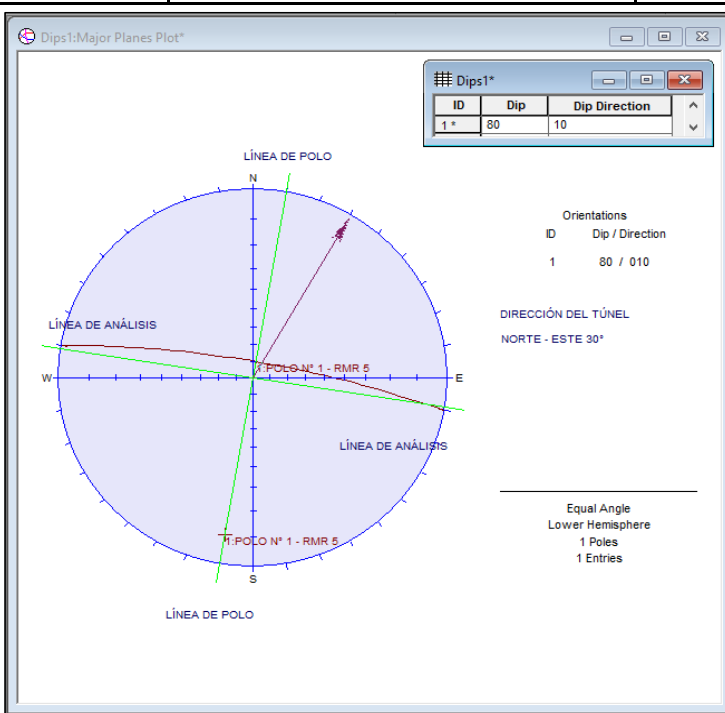 Dips1:Major Planes Plot*
Dips1*
ID Dip Dip Direction
1 * 80 10
LÍNEA DE POLO
N
Orientations
ID Dip / Direction
1 80 / 010
DIRECCIÓN DEL TÚNEL
NORTE - ESTE 30°
LÍNEA DE ANÁLISIS
1:POLO N° 1 - RMR 5
W
E
LÍNEA DE ANÁLISIS
Equal Angle
Lower Hemisphere
1 Poles
1 Entries
1:POLO N° 1 - RMR 5
S
LÍNEA DE POLO